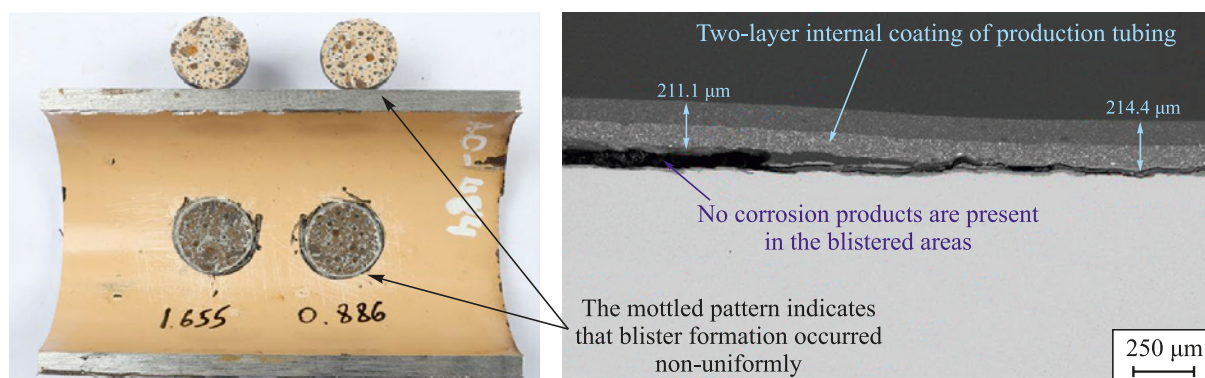 AC-484
1.655 0.886
Two-layer internal coating of production tubing
211.1 μm
214.4 μm
No corrosion products are present
in the blistered areas
The mottled pattern indicates
that blister formation occurred
non-uniformly
250 μm